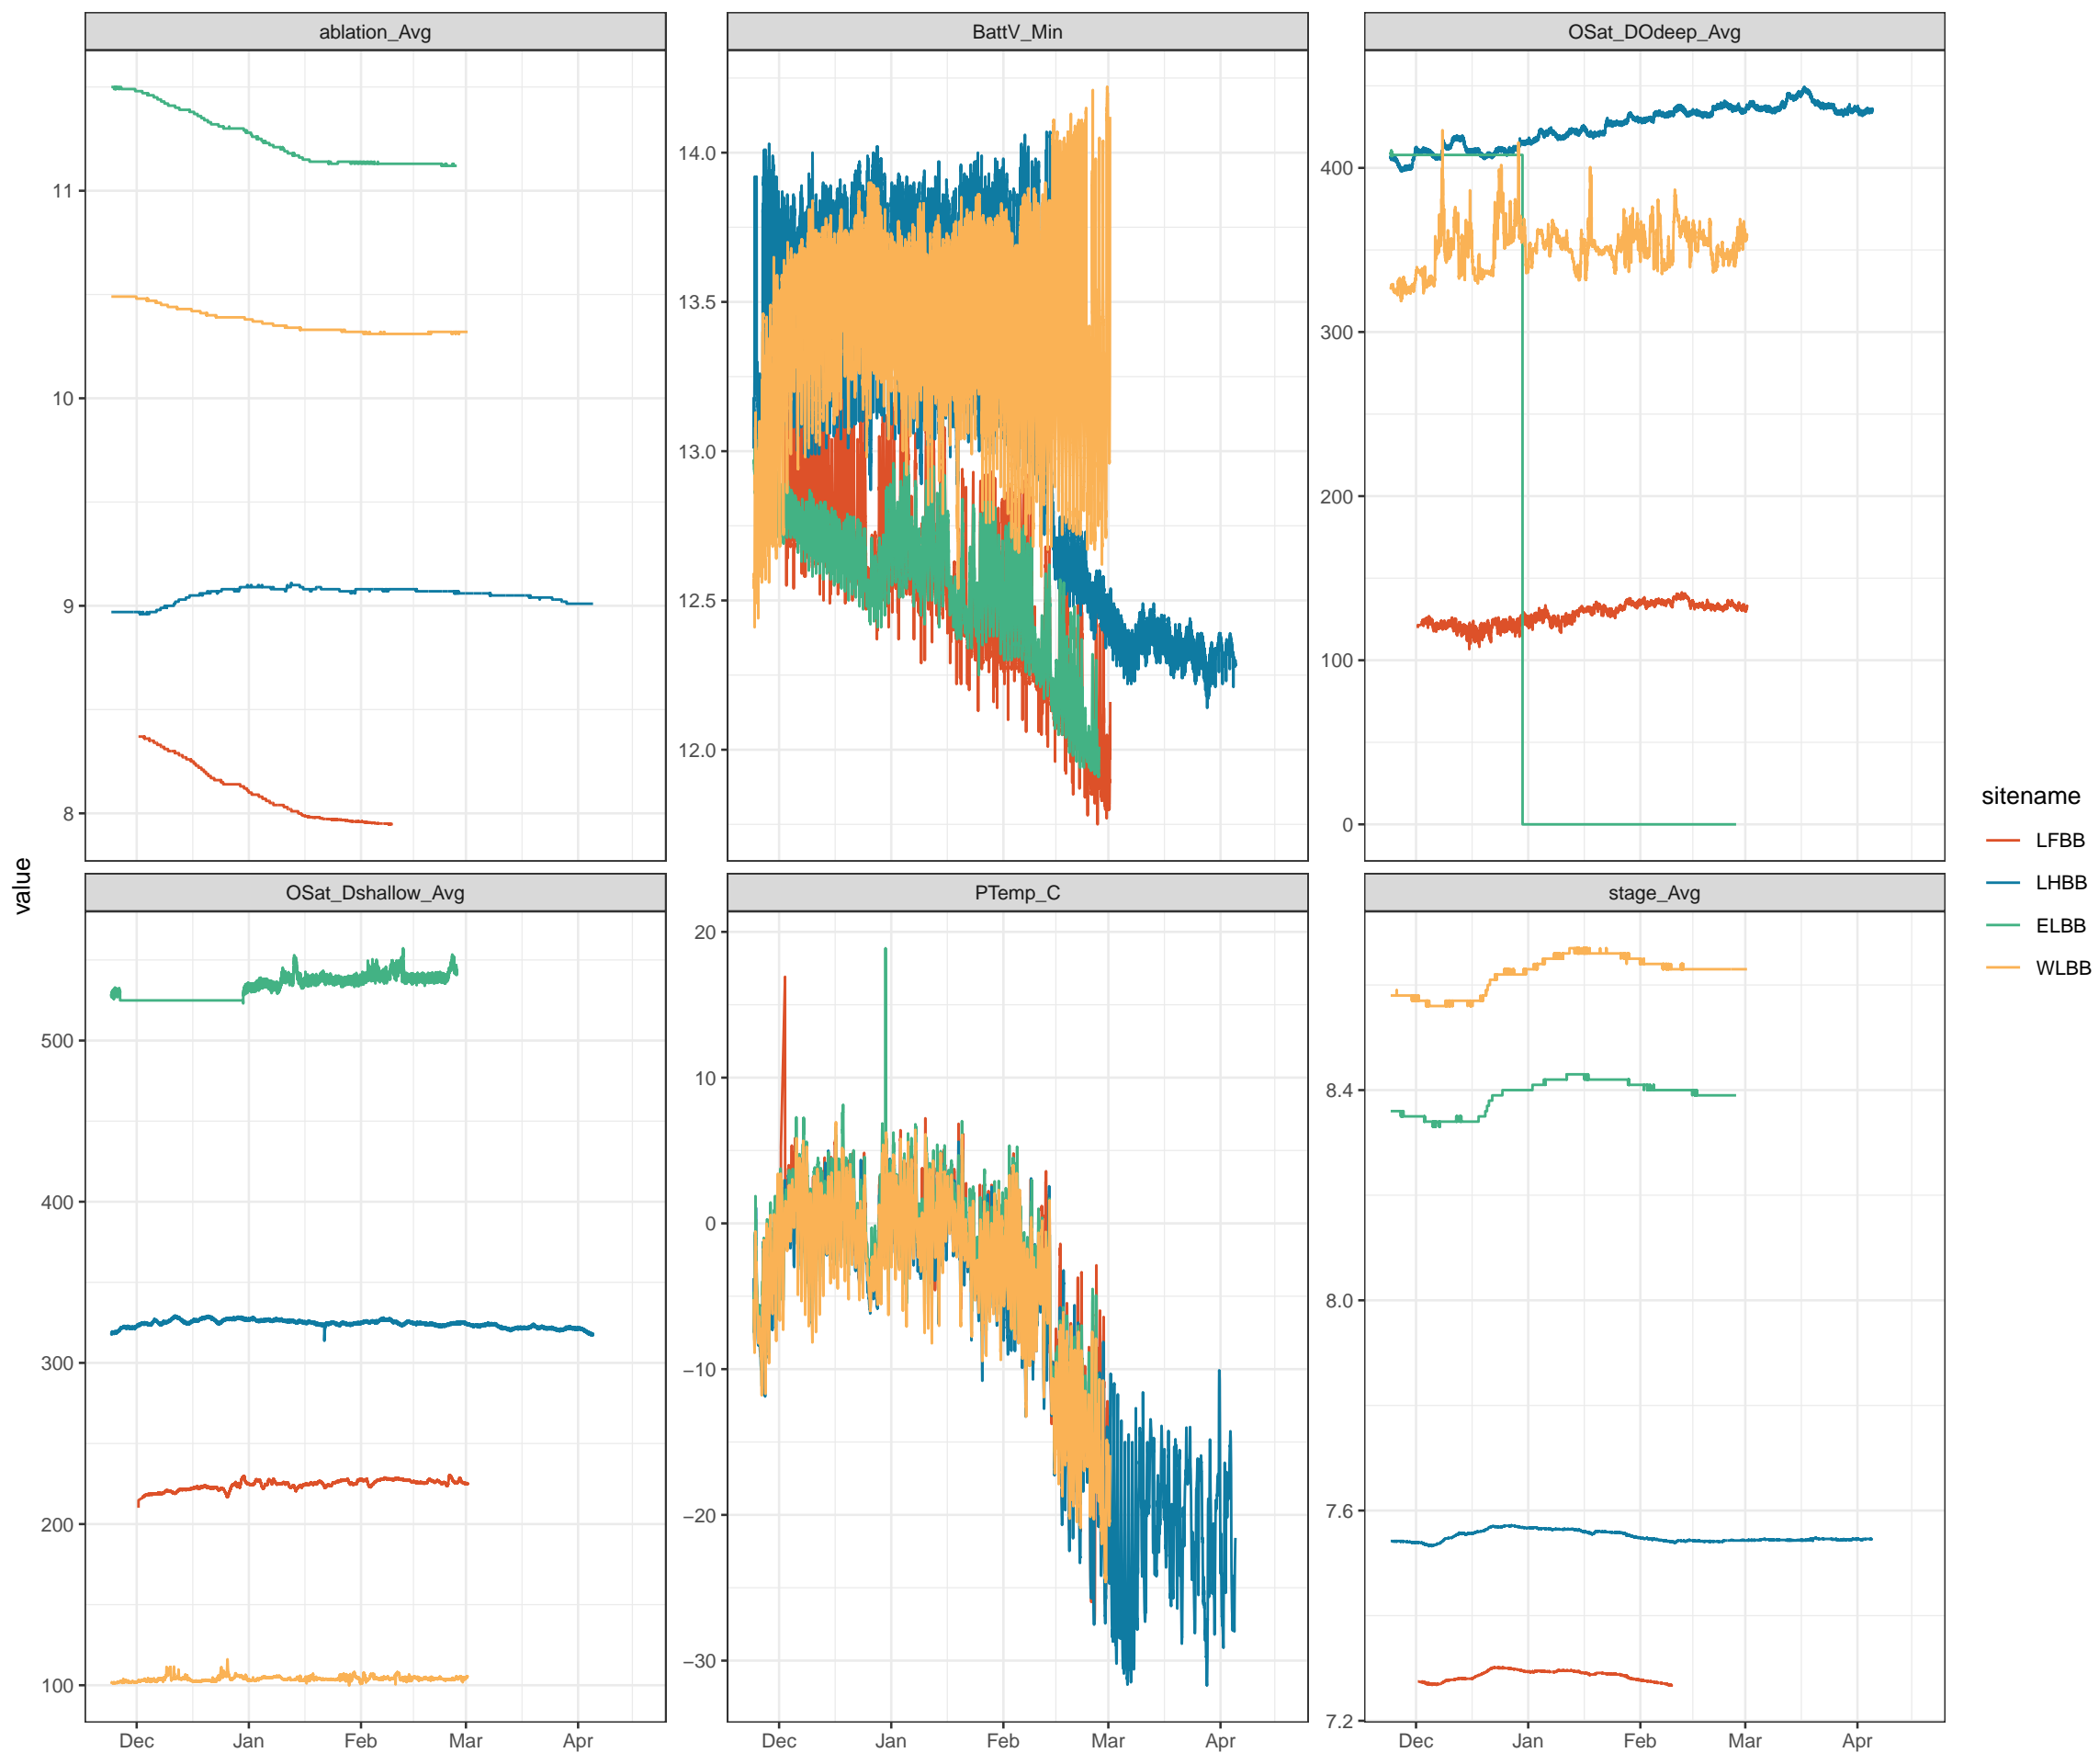 ablation_Avg
BattV_Min
OSat_DOdeep_Avg
11
10
9
8
14.0
13.5
13.0
12.5
12.0
400
300
200
100
0
value
OSat_Dshallow_Avg
PTemp_C
stage_Avg
500
400
300
200
100
20
10
0
−10
−20
−30
8.4
8.0
7.6
7.2
Dec Jan Feb Mar Apr
Dec Jan Feb Mar Apr
Dec Jan Feb Mar Apr
sitename
LFBB
LHBB
ELBB
WLBB